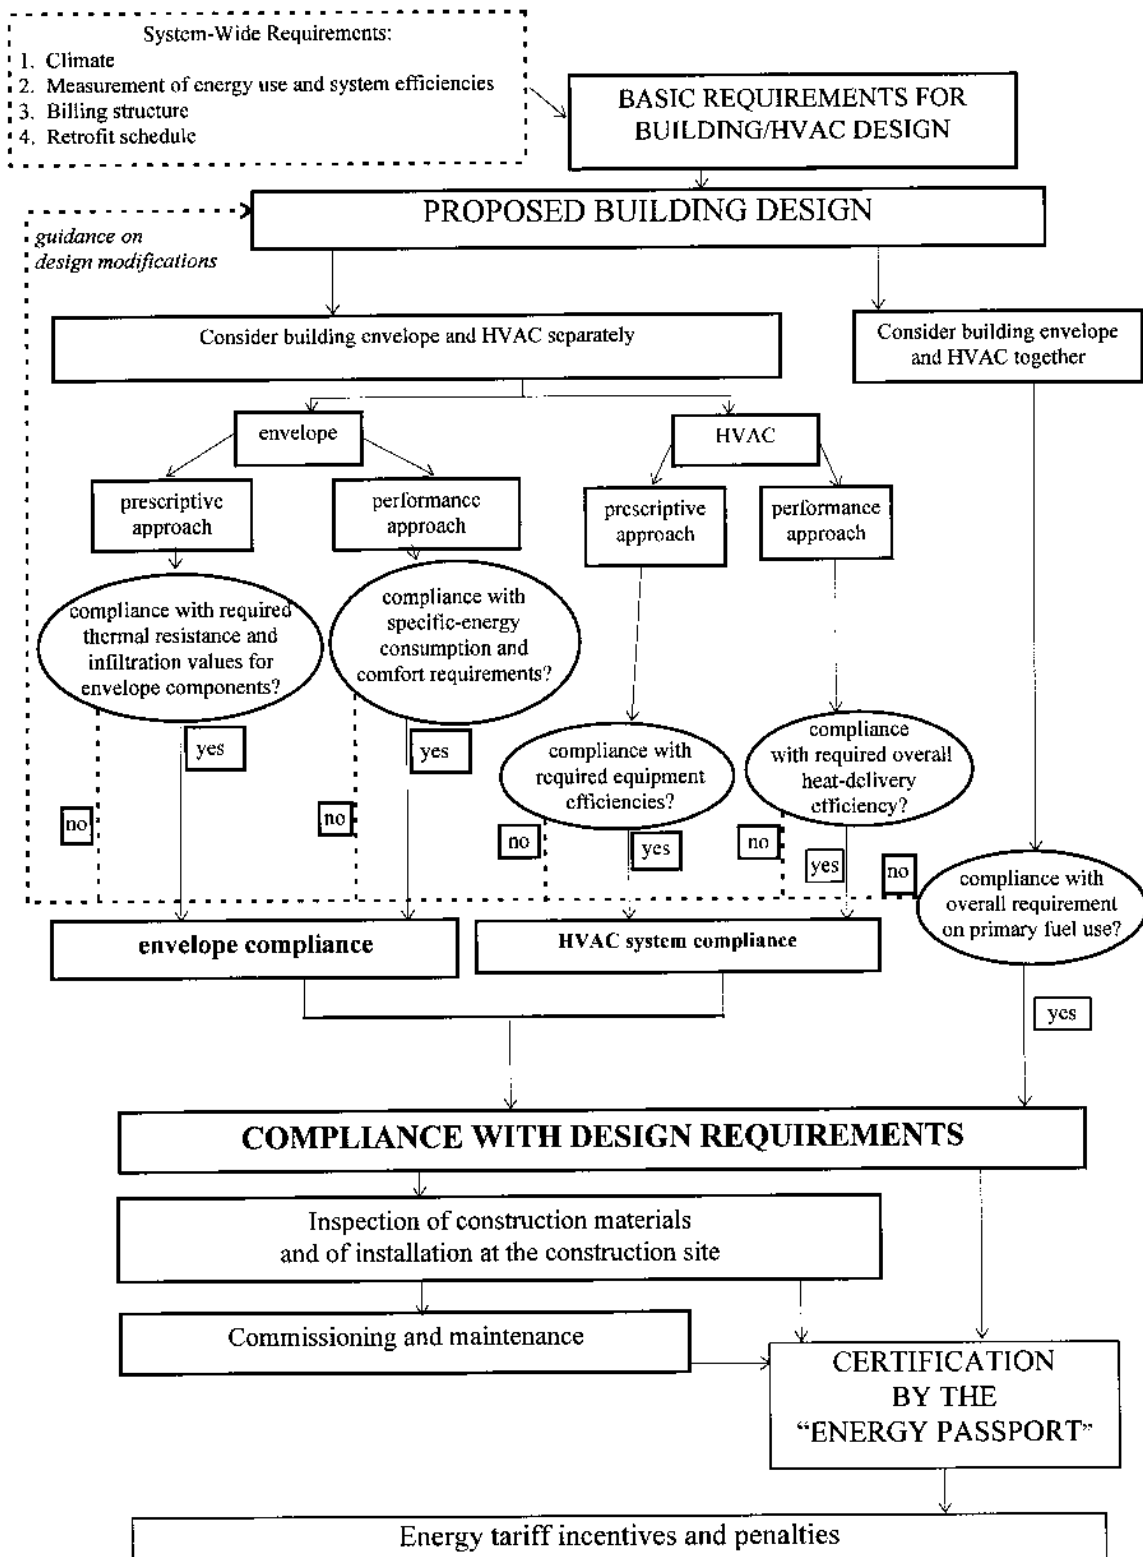 System-Wide Requirements:
1. Climate
2. Measurement of energy use and system efficiencies
3. Billing structure
4. Retrofit schedule
BASIC REQUIREMENTS FOR
BUILDING/HVAC DESIGN
PROPOSED BUILDING DESIGN
guidance on
design modifications
Consider building envelope and HVAC separately
Consider building envelope
and HVAC together
envelope
HVAC
prescriptive
approach
performance
approach
prescriptive
approach
performance
approach
compliance with required
thermal resistance and
infiltration values for
envelope components?
compliance with
specific-energy
consumption and
comfort requirements?
compliance with
required equipment
efficiencies?
compliance
with required overall
heat-delivery
efficiency?
yes
yes
no
no
no
yes
no
yes
no
compliance with
overall requirement
on primary fuel use?
envelope compliance
HVAC system compliance
yes
COMPLIANCE WITH DESIGN REQUIREMENTS
Inspection of construction materials
and of installation at the construction site
Commissioning and maintenance
CERTIFICATION
BY THE
“ENERGY PASSPORT”
Energy tariff incentives and penalties